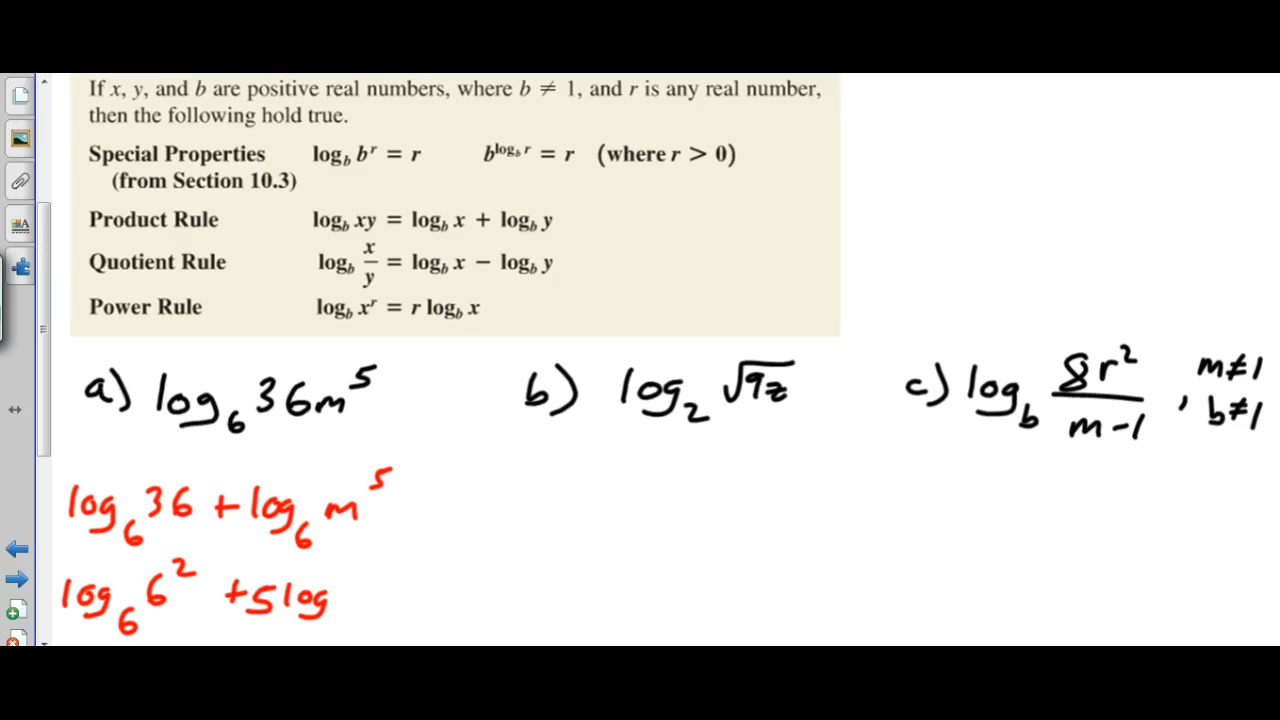 If x, y, and b are positive real numbers, where b ≠ 1, and r is any real number,
then the following hold true.
Special Properties log_b b^r = r b^(log_b r) = r (where r > 0)
(from Section 10.3)
Product Rule log_b xy = log_b x + log_b y
Quotient Rule log_b x/y = log_b x − log_b y
Power Rule log_b x^r = r log_b x
a) log_6 36m^5
b) log_2 √9z
c) log_b 8r^2/(m-1) , m≠1 b≠1
log_6 36 + log_6 m^5
log_6 6^2 + 5 log